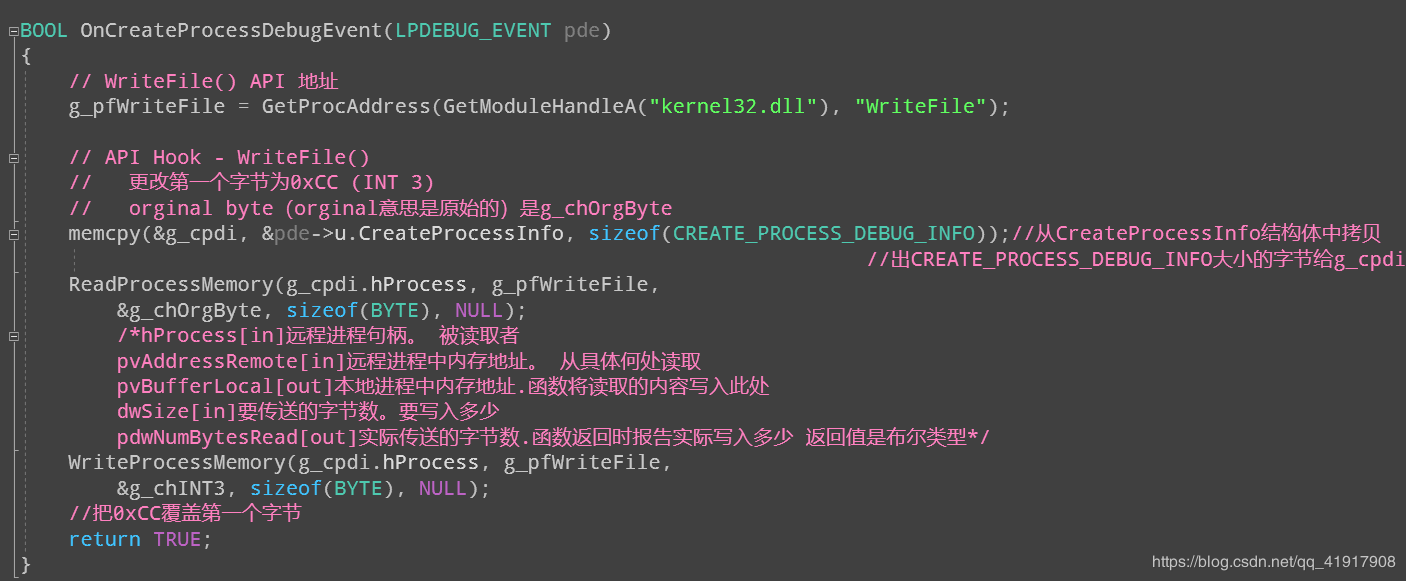 BOOL OnCreateProcessDebugEvent(LPDEBUG_EVENT pde)
{
    // WriteFile() API 地址
    g_pfWriteFile = GetProcAddress(GetModuleHandleA("kernel32.dll"), "WriteFile");
    // API Hook - WriteFile()
    //   更改第一个字节为0xCC (INT 3)
    //   orginal byte（orginal意思是原始的）是g_chOrgByte
    memcpy(&g_cpdi, &pde->u.CreateProcessInfo, sizeof(CREATE_PROCESS_DEBUG_INFO));//从CreateProcessInfo结构体中拷贝
    //出CREATE_PROCESS_DEBUG_INFO大小的字节给g_cpdi
    ReadProcessMemory(g_cpdi.hProcess, g_pfWriteFile,
        &g_chOrgByte, sizeof(BYTE), NULL);
        /*hProcess[in]远程进程句柄。 被读取者
        pvAddressRemote[in]远程进程中内存地址。 从具体何处读取
        pvBufferLocal[out]本地进程中内存地址.函数将读取的内容写入此处
        dwSize[in]要传送的字节数。要写入多少
        pdwNumBytesRead[out]实际传送的字节数.函数返回时报告实际写入多少 返回值是布尔类型*/
    WriteProcessMemory(g_cpdi.hProcess, g_pfWriteFile,
        &g_chINT3, sizeof(BYTE), NULL);
    //把0xCC覆盖第一个字节
    return TRUE;
}
https://blog.csdn.net/qq_41917908